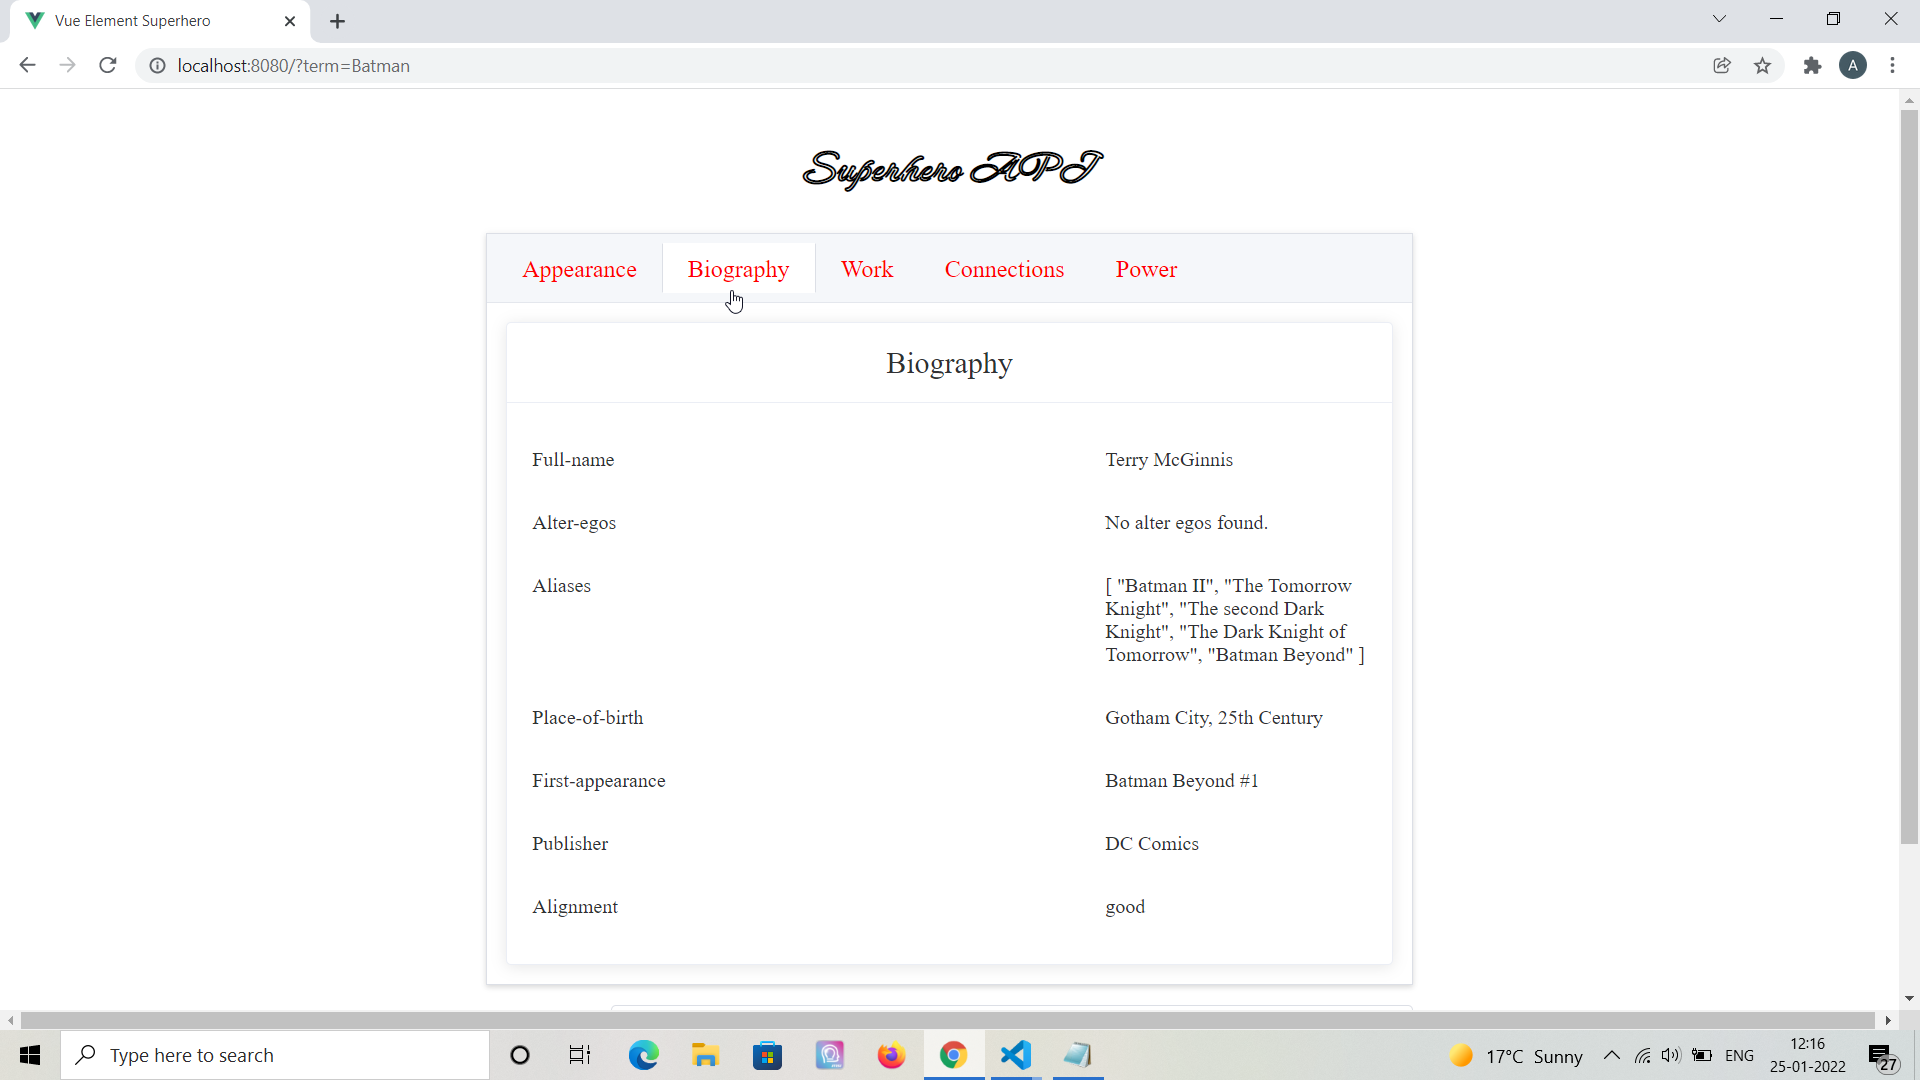 Vue Element Superhero
localhost:8080/?term=Batman
A
Superhero API
Appearance Biography Work Connections Power
Biography
Full-name Terry McGinnis
Alter-egos No alter egos found.
Aliases [ "Batman II", "The Tomorrow
Knight", "The second Dark
Knight", "The Dark Knight of
Tomorrow", "Batman Beyond" ]
Place-of-birth Gotham City, 25th Century
First-appearance Batman Beyond #1
Publisher DC Comics
Alignment good
Type here to search
17°C Sunny
ENG
12:16
25-01-2022
27